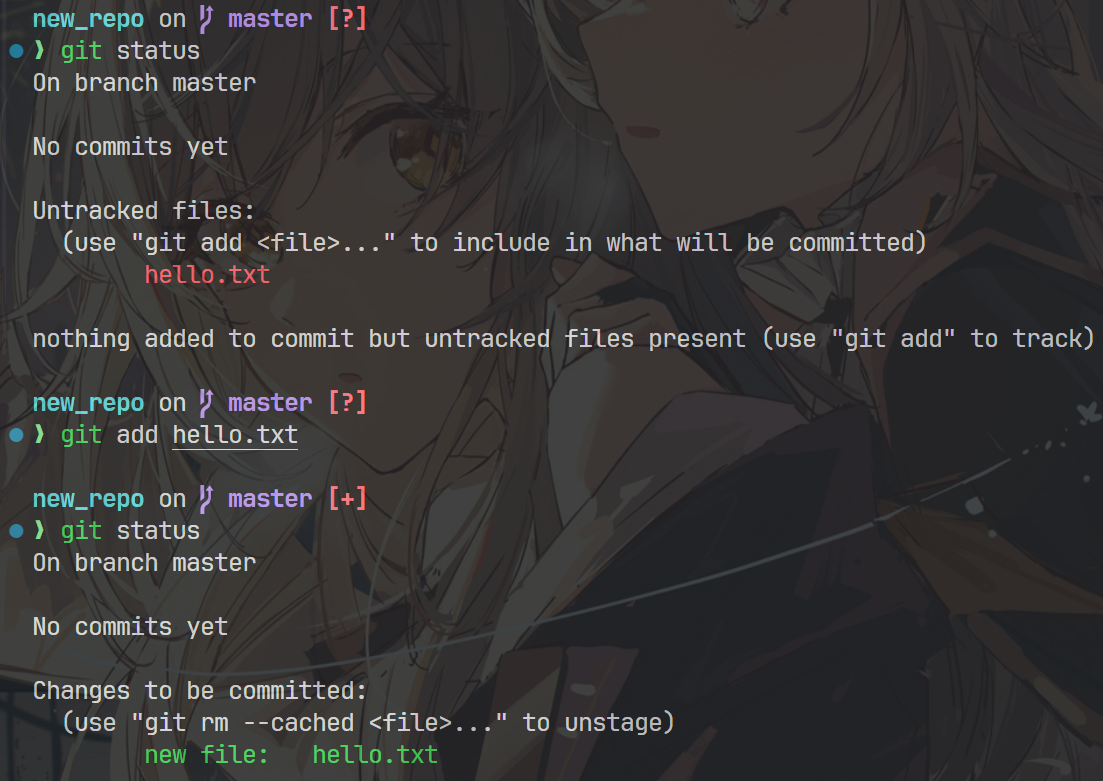 new_repo on master [?]
❯ git status
On branch master
No commits yet
Untracked files:
(use "git add <file>..." to include in what will be committed)
hello.txt
nothing added to commit but untracked files present (use "git add" to track)
new_repo on master [?]
❯ git add hello.txt
new_repo on master [+]
❯ git status
On branch master
No commits yet
Changes to be committed:
(use "git rm --cached <file>..." to unstage)
new file:   hello.txt